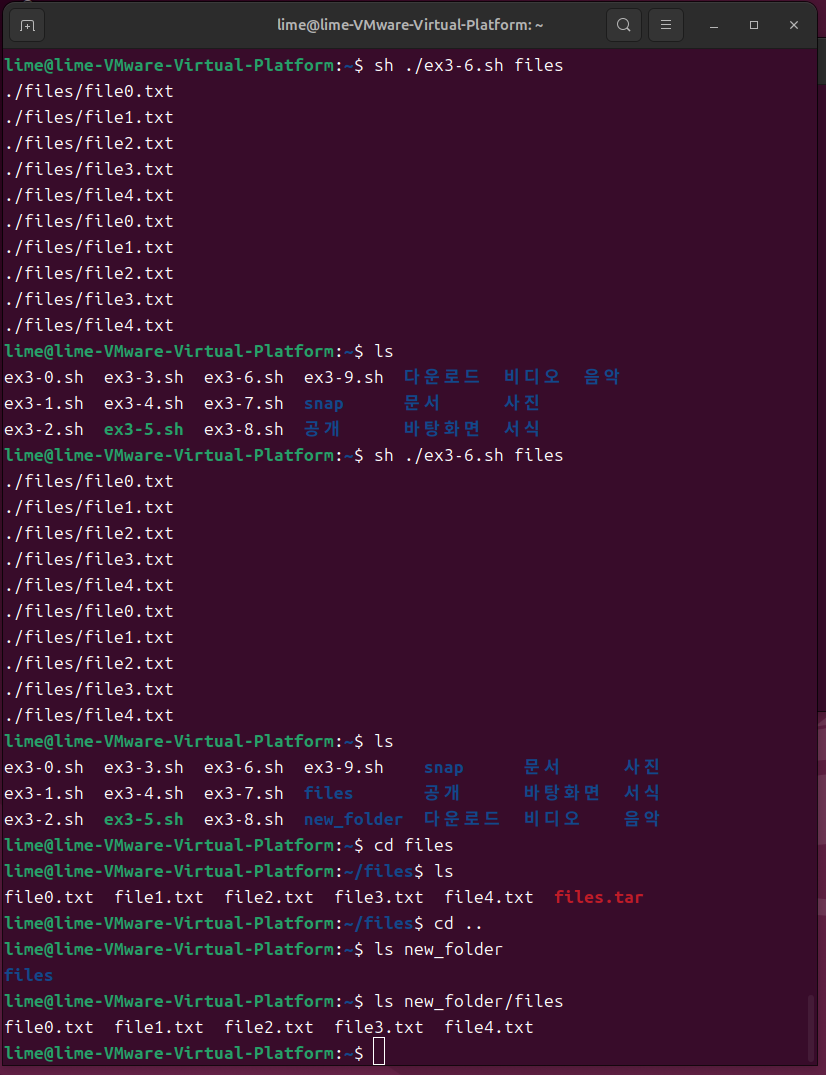 lime@lime-VMware-Virtual-Platform: ~
lime@lime-VMware-Virtual-Platform:~$ sh ./ex3-6.sh files
./files/file0.txt
./files/file1.txt
./files/file2.txt
./files/file3.txt
./files/file4.txt
./files/file0.txt
./files/file1.txt
./files/file2.txt
./files/file3.txt
./files/file4.txt
lime@lime-VMware-Virtual-Platform:~$ ls
ex3-0.sh  ex3-3.sh  ex3-6.sh  ex3-9.sh  다운로드  비디오  음악
ex3-1.sh  ex3-4.sh  ex3-7.sh  snap      문서      사진
ex3-2.sh  ex3-5.sh  ex3-8.sh  공개      바탕화면  서식
lime@lime-VMware-Virtual-Platform:~$ sh ./ex3-6.sh files
./files/file0.txt
./files/file1.txt
./files/file2.txt
./files/file3.txt
./files/file4.txt
./files/file0.txt
./files/file1.txt
./files/file2.txt
./files/file3.txt
./files/file4.txt
lime@lime-VMware-Virtual-Platform:~$ ls
ex3-0.sh  ex3-3.sh  ex3-6.sh  ex3-9.sh    snap      문서      사진
ex3-1.sh  ex3-4.sh  ex3-7.sh  files       공개      바탕화면  서식
ex3-2.sh  ex3-5.sh  ex3-8.sh  new_folder  다운로드  비디오    음악
lime@lime-VMware-Virtual-Platform:~$ cd files
lime@lime-VMware-Virtual-Platform:~/files$ ls
file0.txt  file1.txt  file2.txt  file3.txt  file4.txt  files.tar
lime@lime-VMware-Virtual-Platform:~/files$ cd ..
lime@lime-VMware-Virtual-Platform:~$ ls new_folder
files
lime@lime-VMware-Virtual-Platform:~$ ls new_folder/files
file0.txt  file1.txt  file2.txt  file3.txt  file4.txt
lime@lime-VMware-Virtual-Platform:~$